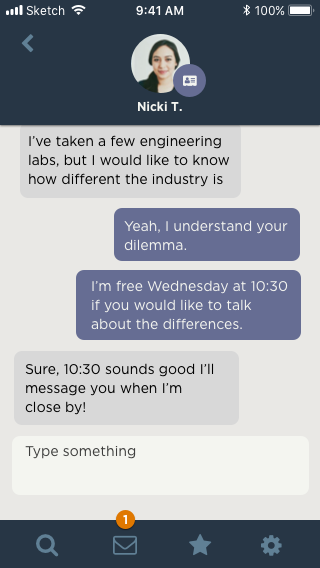 Sketch 9:41 AM 100%
Nicki T.
I've taken a few engineering
labs, but I would like to know
how different the industry is
Yeah, I understand your
dilemma.
I'm free Wednesday at 10:30
if you would like to talk
about the differences.
Sure, 10:30 sounds good I'll
message you when I'm
close by!
Type something
1